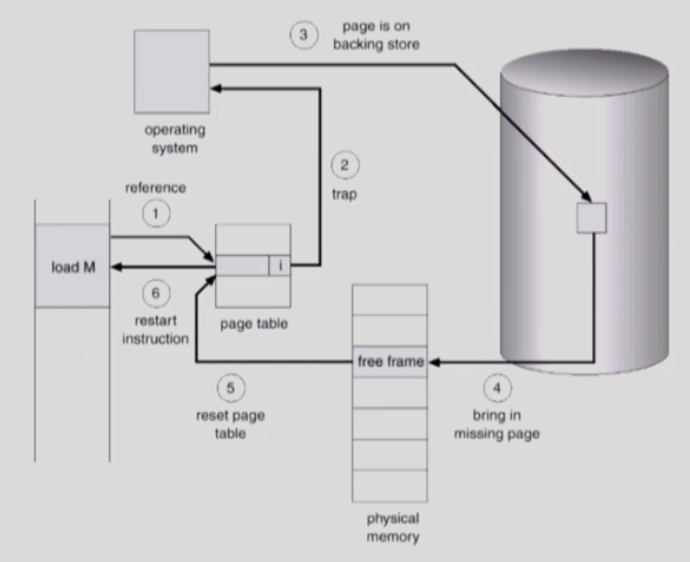 3
page is on
backing store
operating
system
2
trap
reference
1
load M
i
6
restart
instruction
page table
free frame
5
reset page
table
4
bring in
missing page
physical
memory